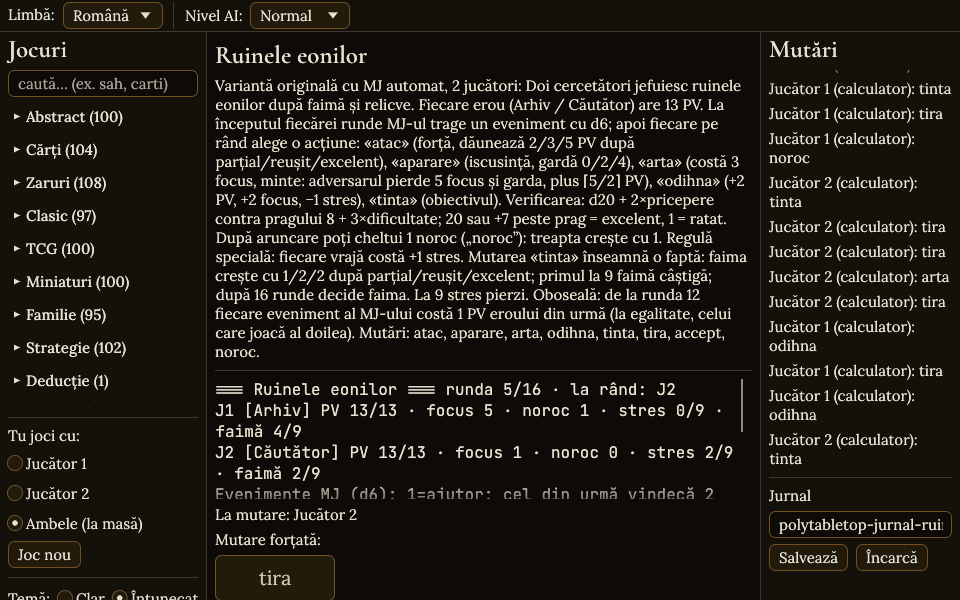 Limbă:
Română
Nivel AI:
Normal
Jocuri
caută... (ex. sah, carti)
Abstract (100)
Cărți (104)
Zaruri (108)
Clasic (97)
TCG (100)
Miniaturi (100)
Familie (95)
Strategie (102)
Deducție (1)
Tu joci cu:
Jucător 1
Jucător 2
Ambele (la masă)
Joc nou
Temă:
Clar
Întunecat
Ruinele eonilor
Variantă originală cu MJ automat, 2 jucători: Doi cercetători jefuiesc ruinele
eonilor după faimă și relicve. Fiecare erou (Arhiv / Căutător) are 13 PV. La
începutul fiecărei runde MJ-ul trage un eveniment cu d6; apoi fiecare pe
rând alege o acțiune: «atac» (forță, dăunează 2/3/5 PV după
parțial/reușit/excelent), «aparare» (iscusință, gardă 0/2/4), «arta» (costă 3
focus, minte: adversarul pierde 5 focus și garda, plus ⌈5/2⌉ PV), «odihna» (+2
PV, +2 focus, −1 stres), «tinta» (obiectivul). Verificarea: d20 + 2×pricepere
contra pragului 8 + 3×dificultate; 20 sau +7 peste prag = excelent, 1 = ratat.
După aruncare poți cheltui 1 noroc („noroc”): treapta crește cu 1. Regulă
specială: fiecare vrajă costă +1 stres. Mutarea «tinta» înseamnă o faptă: faima
crește cu 1/2/2 după parțial/reușit/excelent; primul la 9 faimă câștigă;
după 16 runde decide faima. La 9 stres pierzi. Oboseală: de la runda 12
fiecare eveniment al MJ-ului costă 1 PV eroului din urmă (la egalitate, celui
care joacă al doilea). Mutări: atac, aparare, arta, odihna, tinta, tira, accept,
noroc.
═══ Ruinele eonilor ═══ runda 5/16 · la rând: J2
J1 [Arhiv] PV 13/13 · focus 5 · noroc 1 · stres 0/9 ·
faimă 4/9
J2 [Căutător] PV 13/13 · focus 1 · noroc 0 · stres 2/9
· faimă 2/9
Evenimente MJ (d6): 1=ajutor: cel din urmă vindecă 2
La mutare: Jucător 2
Mutare forțată:
tira
Mutări
Jucător 1 (calculator): tinta
Jucător 1 (calculator): tira
Jucător 1 (calculator):
noroc
Jucător 2 (calculator):
tinta
Jucător 2 (calculator): tira
Jucător 2 (calculator): tira
Jucător 2 (calculator): arta
Jucător 2 (calculator): tira
Jucător 1 (calculator):
odihna
Jucător 1 (calculator): tira
Jucător 1 (calculator):
odihna
Jucător 2 (calculator):
tinta
Jurnal
polytabletop-jurnal-rui
Salvează
Încarcă